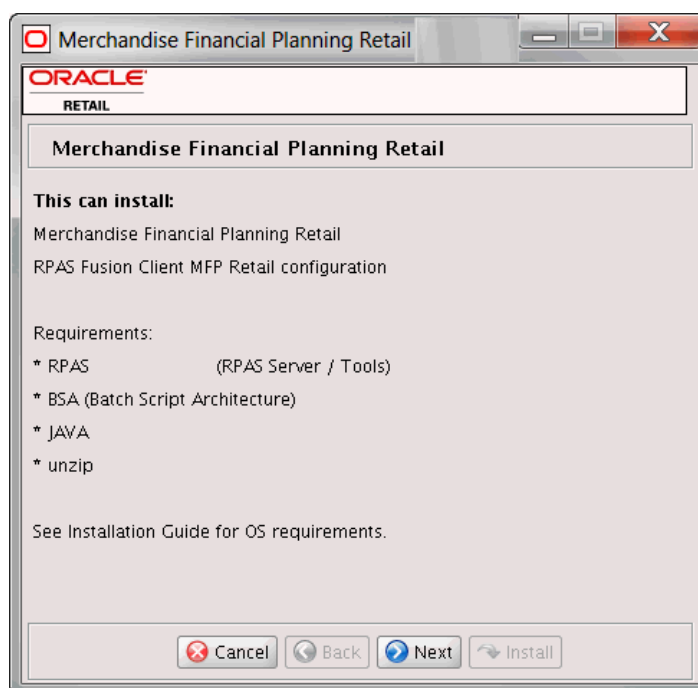 Merchandise Financial Planning Retail
ORACLE'
RETAIL
Merchandise Financial Planning Retail
This can install:
Merchandise Financial Planning Retail
RPAS Fusion Client MFP Retail configuration
Requirements:
* RPAS (RPAS Server / Tools)
* BSA (Batch Script Architecture)
* JAVA
* unzip
See Installation Guide for OS requirements.
Cancel Back Next Install